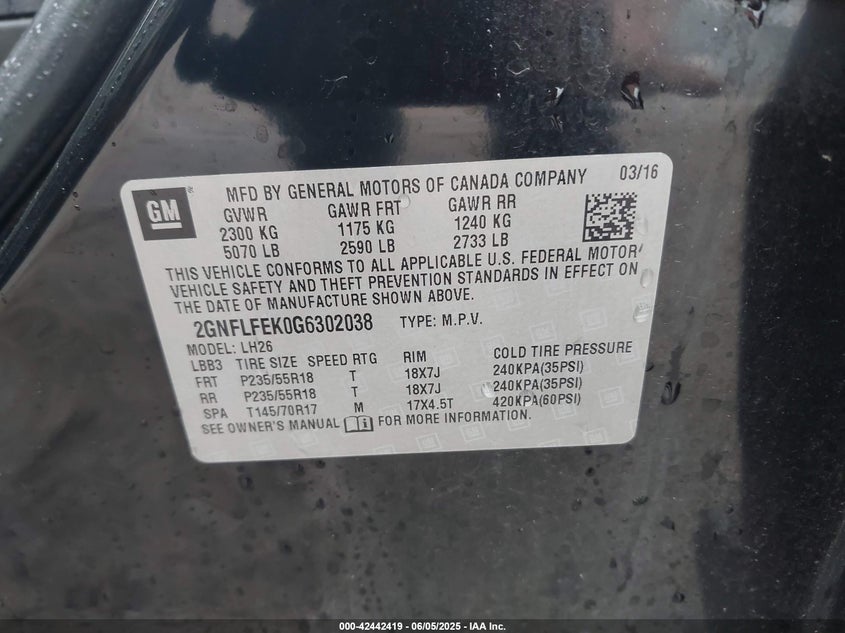 GM
MFD BY GENERAL MOTORS OF CANADA COMPANY 03/16
GVWR GAWR FRT GAWR RR
2300 KG 1175 KG 1240 KG
5070 LB 2590 LB 2733 LB
THIS VEHICLE CONFORMS TO ALL APPLICABLE U.S. FEDERAL MOTOR
VEHICLE SAFETY AND THEFT PREVENTION STANDARDS IN EFFECT ON
THE DATE OF MANUFACTURE SHOWN ABOVE.
2GNFLFEK0G6302038 TYPE: M.P.V.
MODEL: LH26
LBB3 TIRE SIZE SPEED RTG RIM COLD TIRE PRESSURE
FRT P235/55R18 T 18X7J 240KPA(35PSI)
RR P235/55R18 T 18X7J 240KPA(35PSI)
SPA T145/70R17 M 17X4.5T 420KPA(60PSI)
SEE OWNER'S MANUAL FOR MORE INFORMATION.
000-42442419 - 06/05/2025 - IAA Inc.